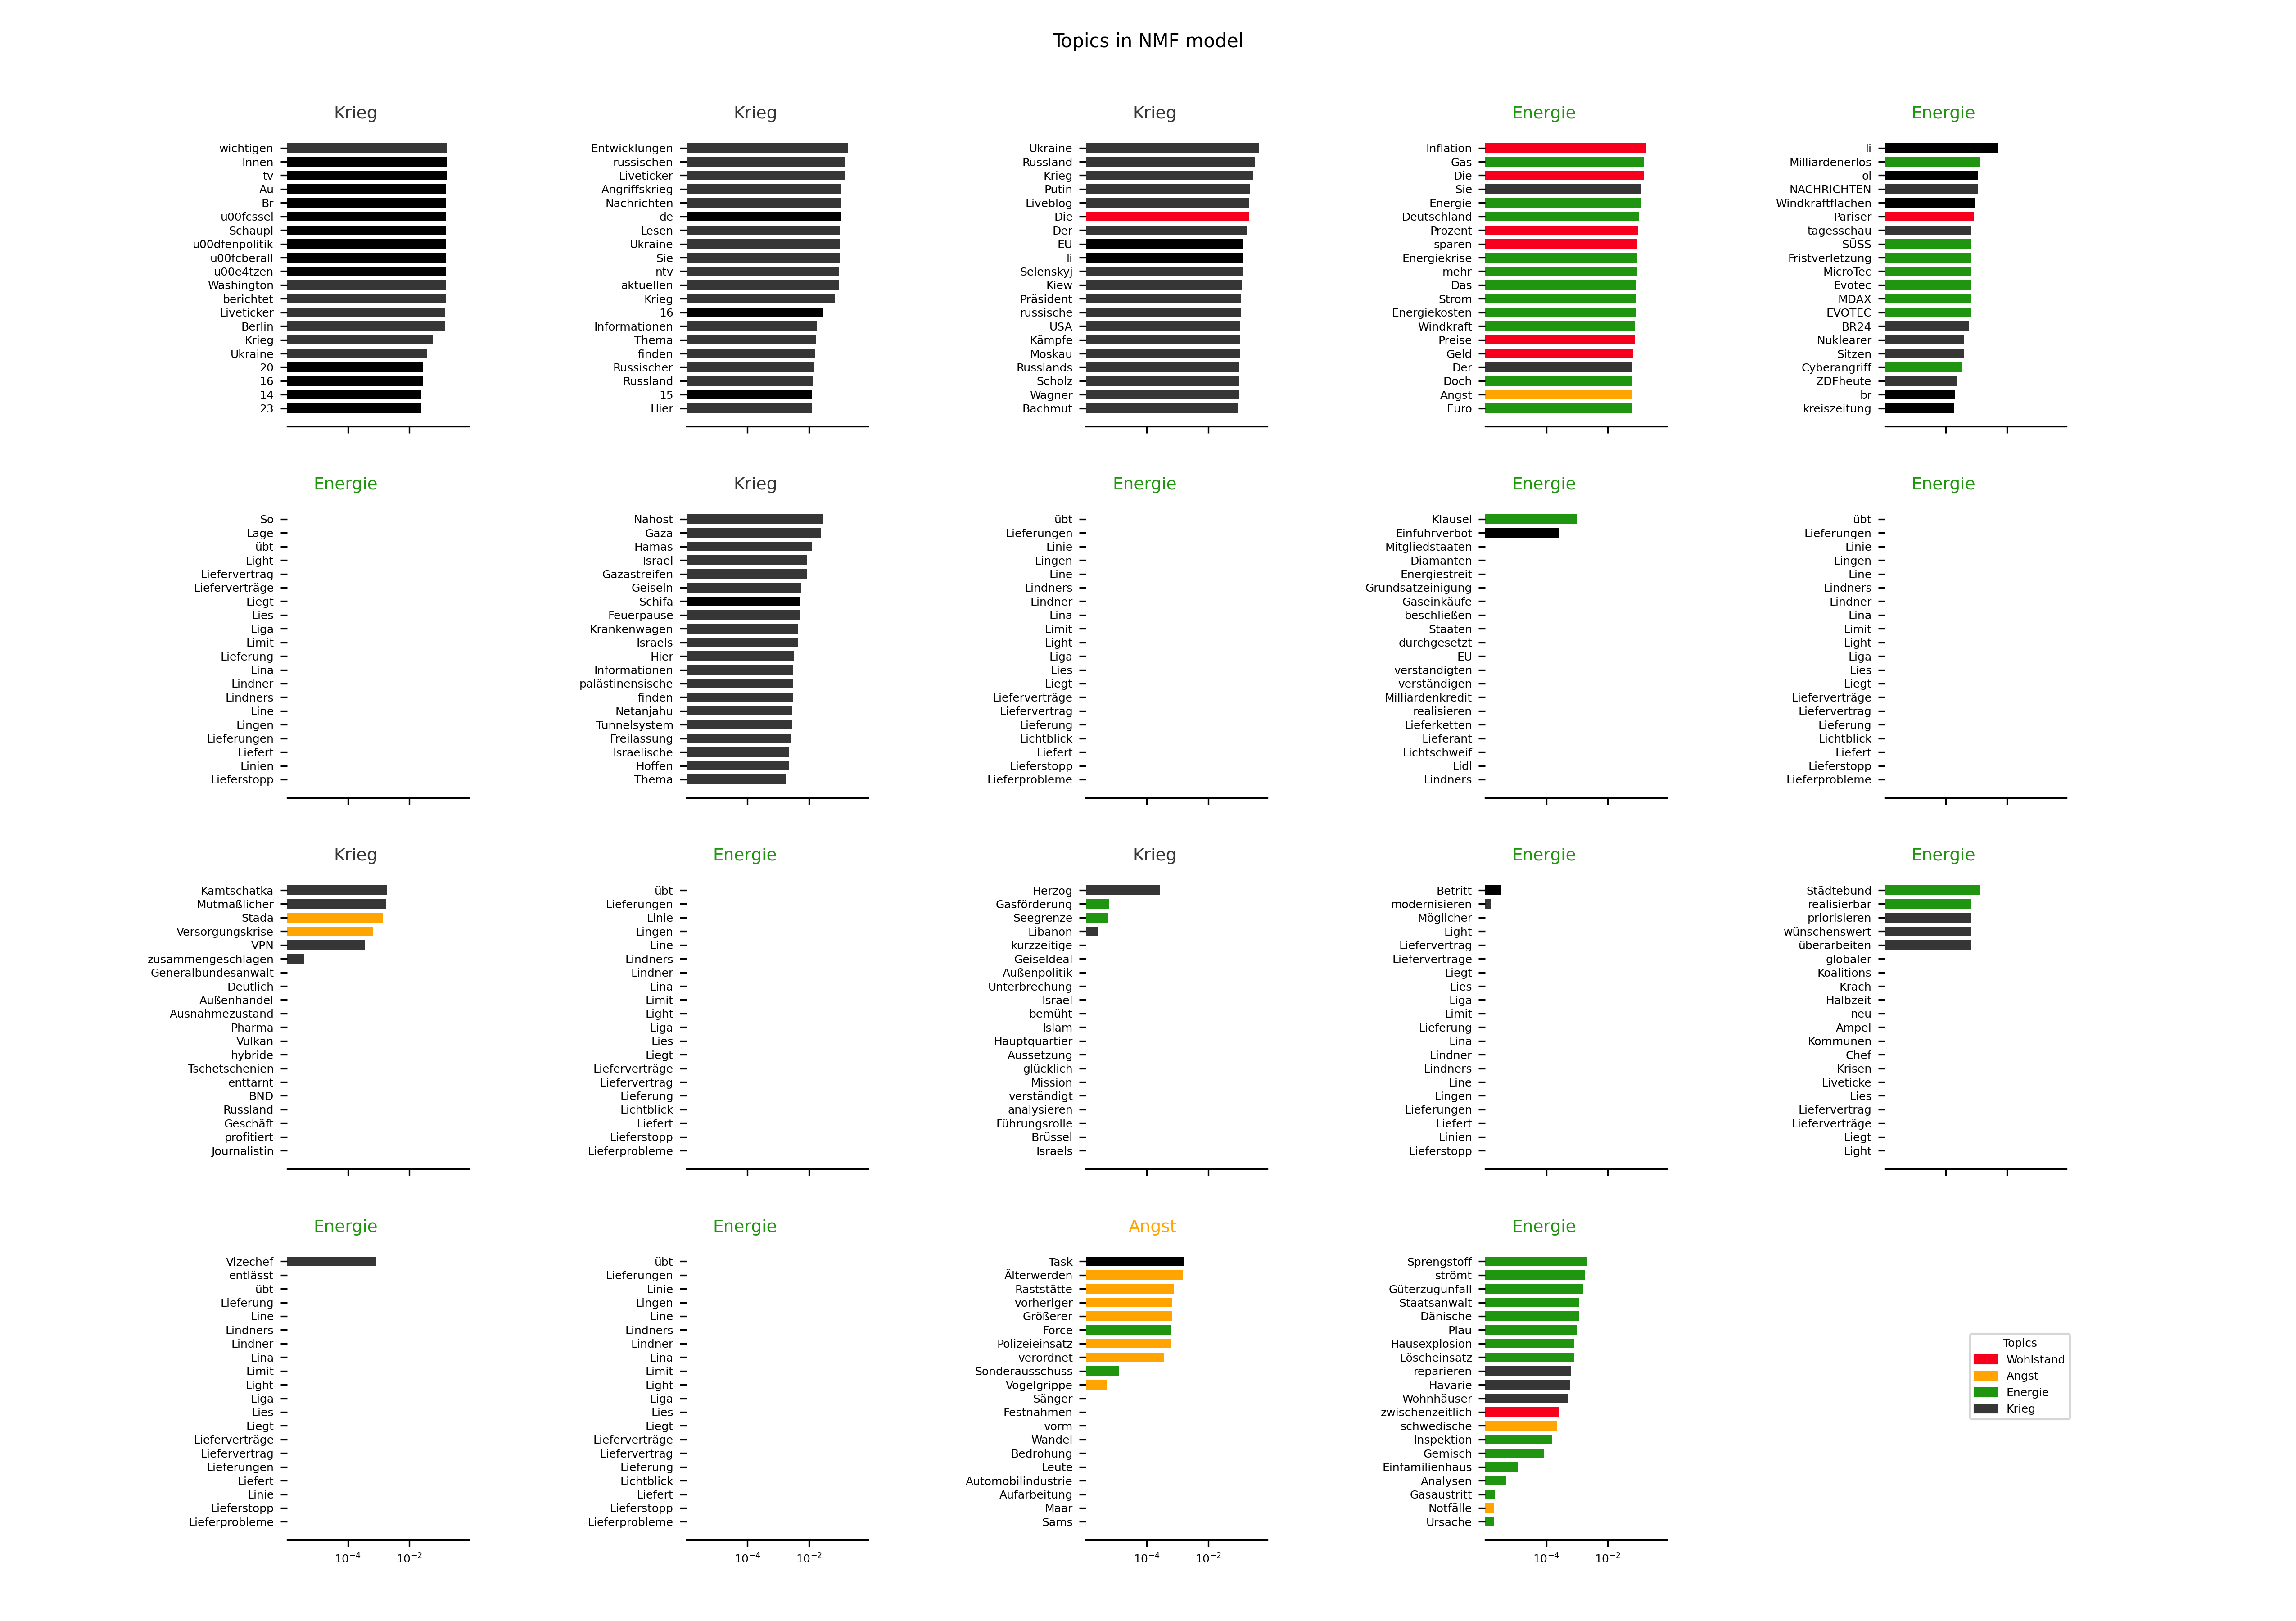 Topics in NMF model
Krieg
wichtigen
Innen
tv
Au
Br
u00fcssel
Schaupl
u00dfenpolitik
u00fcberall
u00e4tzen
Washington
berichtet
Liveticker
Berlin
Krieg
Ukraine
20
16
14
23
Krieg
Entwicklungen
russischen
Liveticker
Angriffskrieg
Nachrichten
de
Lesen
Ukraine
Sie
ntv
aktuellen
Krieg
16
Informationen
Thema
finden
Russischer
Russland
15
Hier
Krieg
Ukraine
Russland
Krieg
Putin
Liveblog
Die
Der
EU
li
Selenskyj
Kiew
Präsident
russische
USA
Kämpfe
Moskau
Russlands
Scholz
Wagner
Bachmut
Energie
Inflation
Gas
Die
Sie
Energie
Deutschland
Prozent
sparen
Energiekrise
mehr
Das
Strom
Energiekosten
Windkraft
Preise
Geld
Der
Doch
Angst
Euro
Energie
li
Milliardenerlös
ol
NACHRICHTEN
Windkraftflächen
Pariser
tagesschau
SÜSS
Fristverletzung
MicroTec
Evotec
MDAX
EVOTEC
BR24
Nuklearer
Sitzen
Cyberangriff
ZDFheute
br
kreiszeitung
Energie
So
Lage
übt
Light
Liefervertrag
Lieferverträge
Liegt
Lies
Liga
Limit
Lieferung
Lina
Lindner
Lindners
Line
Lingen
Lieferungen
Liefert
Linien
Lieferstopp
Krieg
Nahost
Gaza
Hamas
Israel
Gazastreifen
Geiseln
Schifa
Feuerpause
Krankenwagen
Israels
Hier
Informationen
palästinensische
finden
Netanjahu
Tunnelsystem
Freilassung
Israelische
Hoffen
Thema
Energie
übt
Lieferungen
Linie
Lingen
Line
Lindners
Lindner
Lina
Limit
Light
Liga
Lies
Liegt
Lieferverträge
Liefervertrag
Lieferung
Lichtblick
Liefert
Lieferstopp
Lieferprobleme
Energie
Klausel
Einfuhrverbot
Mitgliedstaaten
Diamanten
Energiestreit
Grundsatzeinigung
Gaseinkäufe
beschließen
Staaten
durchgesetzt
EU
verständigten
verständigen
Milliardenkredit
realisieren
Lieferketten
Lieferant
Lichtschweif
Lidl
Lindners
Energie
übt
Lieferungen
Linie
Lingen
Line
Lindners
Lindner
Lina
Limit
Light
Liga
Lies
Liegt
Lieferverträge
Liefervertrag
Lieferung
Lichtblick
Liefert
Lieferstopp
Lieferprobleme
Krieg
Kamtschatka
Mutmaßlicher
Stada
Versorgungskrise
VPN
zusammengeschlagen
Generalbundesanwalt
Deutlich
Außenhandel
Ausnahmezustand
Pharma
Vulkan
hybride
Tschetschenien
enttarnt
BND
Russland
Geschäft
profitiert
Journalistin
Energie
übt
Lieferungen
Linie
Lingen
Line
Lindners
Lindner
Lina
Limit
Light
Liga
Lies
Liegt
Lieferverträge
Liefervertrag
Lieferung
Lichtblick
Liefert
Lieferstopp
Lieferprobleme
Krieg
Herzog
Gasförderung
Seegrenze
Libanon
kurzzeitige
Geiseldeal
Außenpolitik
Unterbrechung
Israel
bemüht
Islam
Hauptquartier
Aussetzung
glücklich
Mission
verständigt
analysieren
Führungsrolle
Brüssel
Israels
Energie
Betritt
modernisieren
Möglicher
Light
Liefervertrag
Lieferverträge
Liegt
Lies
Liga
Limit
Lieferung
Lina
Lindner
Lindners
Line
Lingen
Lieferungen
Liefert
Linien
Lieferstopp
Energie
Städtebund
realisierbar
priorisieren
wünschenswert
überarbeiten
globaler
Koalitions
Krach
Halbzeit
neu
Ampel
Kommunen
Chef
Krisen
Liveticke
Lies
Liefervertrag
Lieferverträge
Liegt
Light
Energie
Vizechef
entlässt
übt
Lieferung
Line
Lindners
Lindner
Lina
Limit
Light
Liga
Lies
Liegt
Lieferverträge
Liefervertrag
Lieferungen
Liefert
Linie
Lieferstopp
Lieferprobleme
10⁻⁴ 10⁻²
Energie
übt
Lieferungen
Linie
Lingen
Line
Lindners
Lindner
Lina
Limit
Light
Liga
Lies
Liegt
Lieferverträge
Liefervertrag
Lieferung
Lichtblick
Liefert
Lieferstopp
Lieferprobleme
10⁻⁴ 10⁻²
Angst
Task
Älterwerden
Raststätte
vorheriger
Größerer
Force
Polizeieinsatz
verordnet
Sonderausschuss
Vogelgrippe
Sänger
Festnahmen
vorm
Wandel
Bedrohung
Leute
Automobilindustrie
Aufarbeitung
Maar
Sams
10⁻⁴ 10⁻²
Energie
Sprengstoff
strömt
Güterzugunfall
Staatsanwalt
Dänische
Plau
Hausexplosion
Löscheinsatz
reparieren
Havarie
Wohnhäuser
zwischenzeitlich
schwedische
Inspektion
Gemisch
Einfamilienhaus
Analysen
Gasaustritt
Notfälle
Ursache
10⁻⁴ 10⁻²
Topics
Wohlstand
Angst
Energie
Krieg